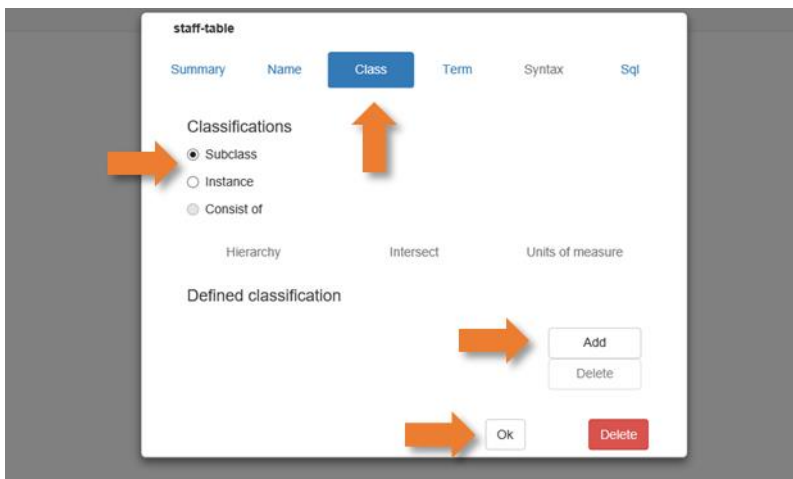 staff-table
Summary Name Class Term Syntax Sql
Classifications
Subclass
Instance
Consist of
Hierarchy Intersect Units of measure
Defined classification
Add
Delete
Ok Delete